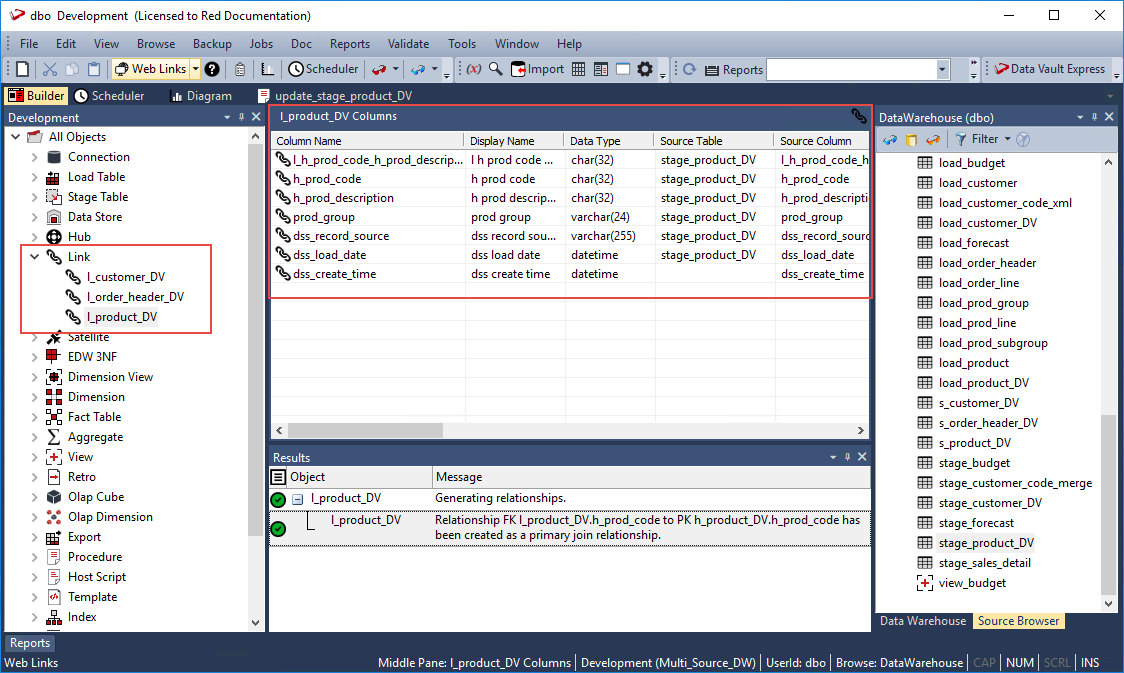 dbo Development (Licensed to Red Documentation)
File Edit View Browse Backup Jobs Doc Reports Validate Tools Window Help
Web Links Scheduler (x) Import Reports Data Vault Express
Builder Scheduler Diagram update_stage_product_DV
Development
All Objects
Connection
Load Table
Stage Table
Data Store
Hub
Link
l_customer_DV
l_order_header_DV
l_product_DV
Satellite
EDW 3NF
Dimension View
Dimension
Fact Table
Aggregate
View
Retro
Olap Cube
Olap Dimension
Export
Procedure
Host Script
Template
Index
l_product_DV Columns
Column Name Display Name Data Type Source Table Source Column
l_h_prod_code_h_prod_descrip... l h prod code ... char(32) stage_product_DV l_h_prod_code_h
h_prod_code h prod code char(32) stage_product_DV h_prod_code
h_prod_description h prod descrip... char(32) stage_product_DV h_prod_descripti
prod_group prod group varchar(24) stage_product_DV prod_group
dss_record_source dss record sou... varchar(255) stage_product_DV dss_record_sourc
dss_load_date dss load date datetime stage_product_DV dss_load_date
dss_create_time dss create time datetime dss_create_time
Results
Object Message
l_product_DV Generating relationships.
l_product_DV Relationship FK l_product_DV.h_prod_code to PK h_product_DV.h_prod_code has
been created as a primary join relationship.
DataWarehouse (dbo)
Filter
load_budget
load_customer
load_customer_code_xml
load_customer_DV
load_forecast
load_order_header
load_order_line
load_prod_group
load_prod_line
load_prod_subgroup
load_product
load_product_DV
s_customer_DV
s_order_header_DV
s_product_DV
stage_budget
stage_customer_code_merge
stage_customer_DV
stage_forecast
stage_product_DV
stage_sales_detail
view_budget
Data Warehouse Source Browser
Reports
Web Links Middle Pane: l_product_DV Columns Development (Multi_Source_DW) UserId: dbo Browse: DataWarehouse CAP NUM SCRL INS